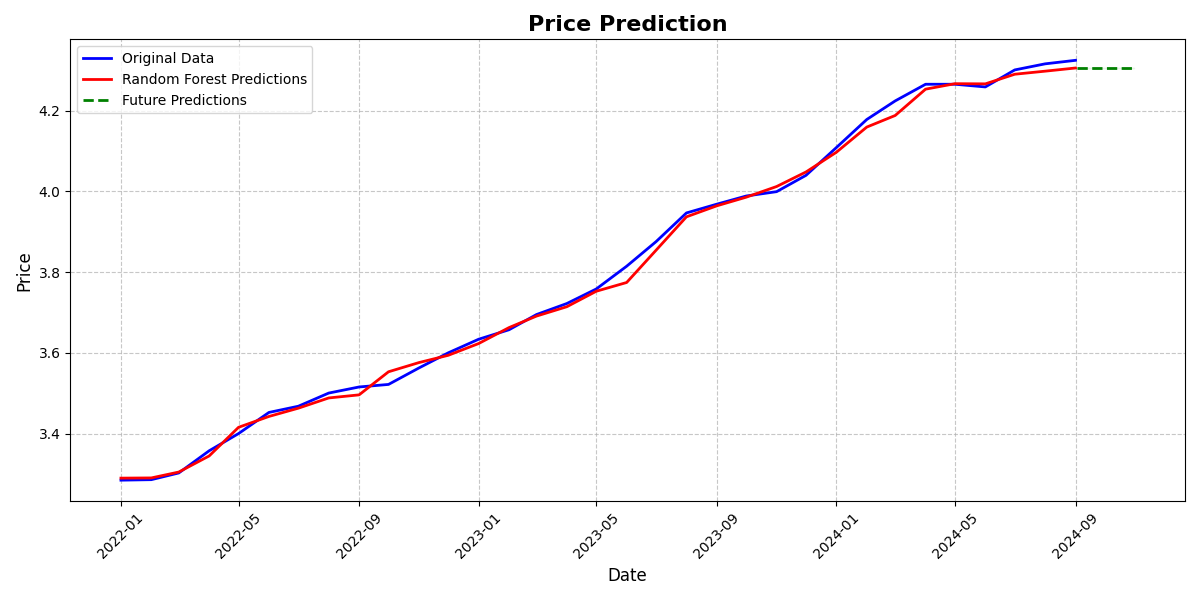 Price Prediction
Original Data
Random Forest Predictions
Future Predictions
Price
4.2
4.0
3.8
3.6
3.4
2022-01
2022-05
2022-09
2023-01
2023-05
2023-09
2024-01
2024-05
2024-09
Date